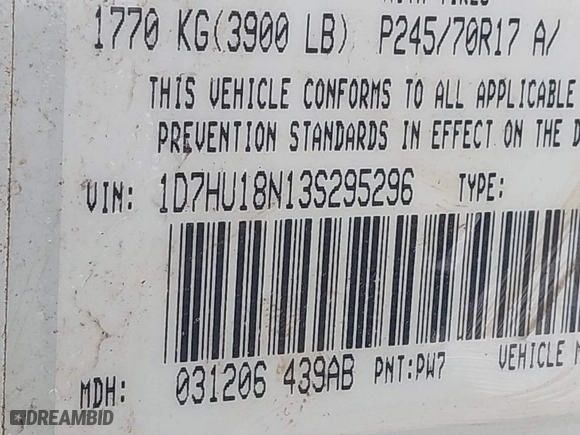 1770 KG(3900 LB) P245/70R17 A/
THIS VEHICLE CONFORMS TO ALL APPLICABLE
PREVENTION STANDARDS IN EFFECT ON THE D
VIN: 1D7HU18N13S295296 TYPE:
MDH: 031206 439AB PNT:PW7 VEHICLE M
DREAMBID